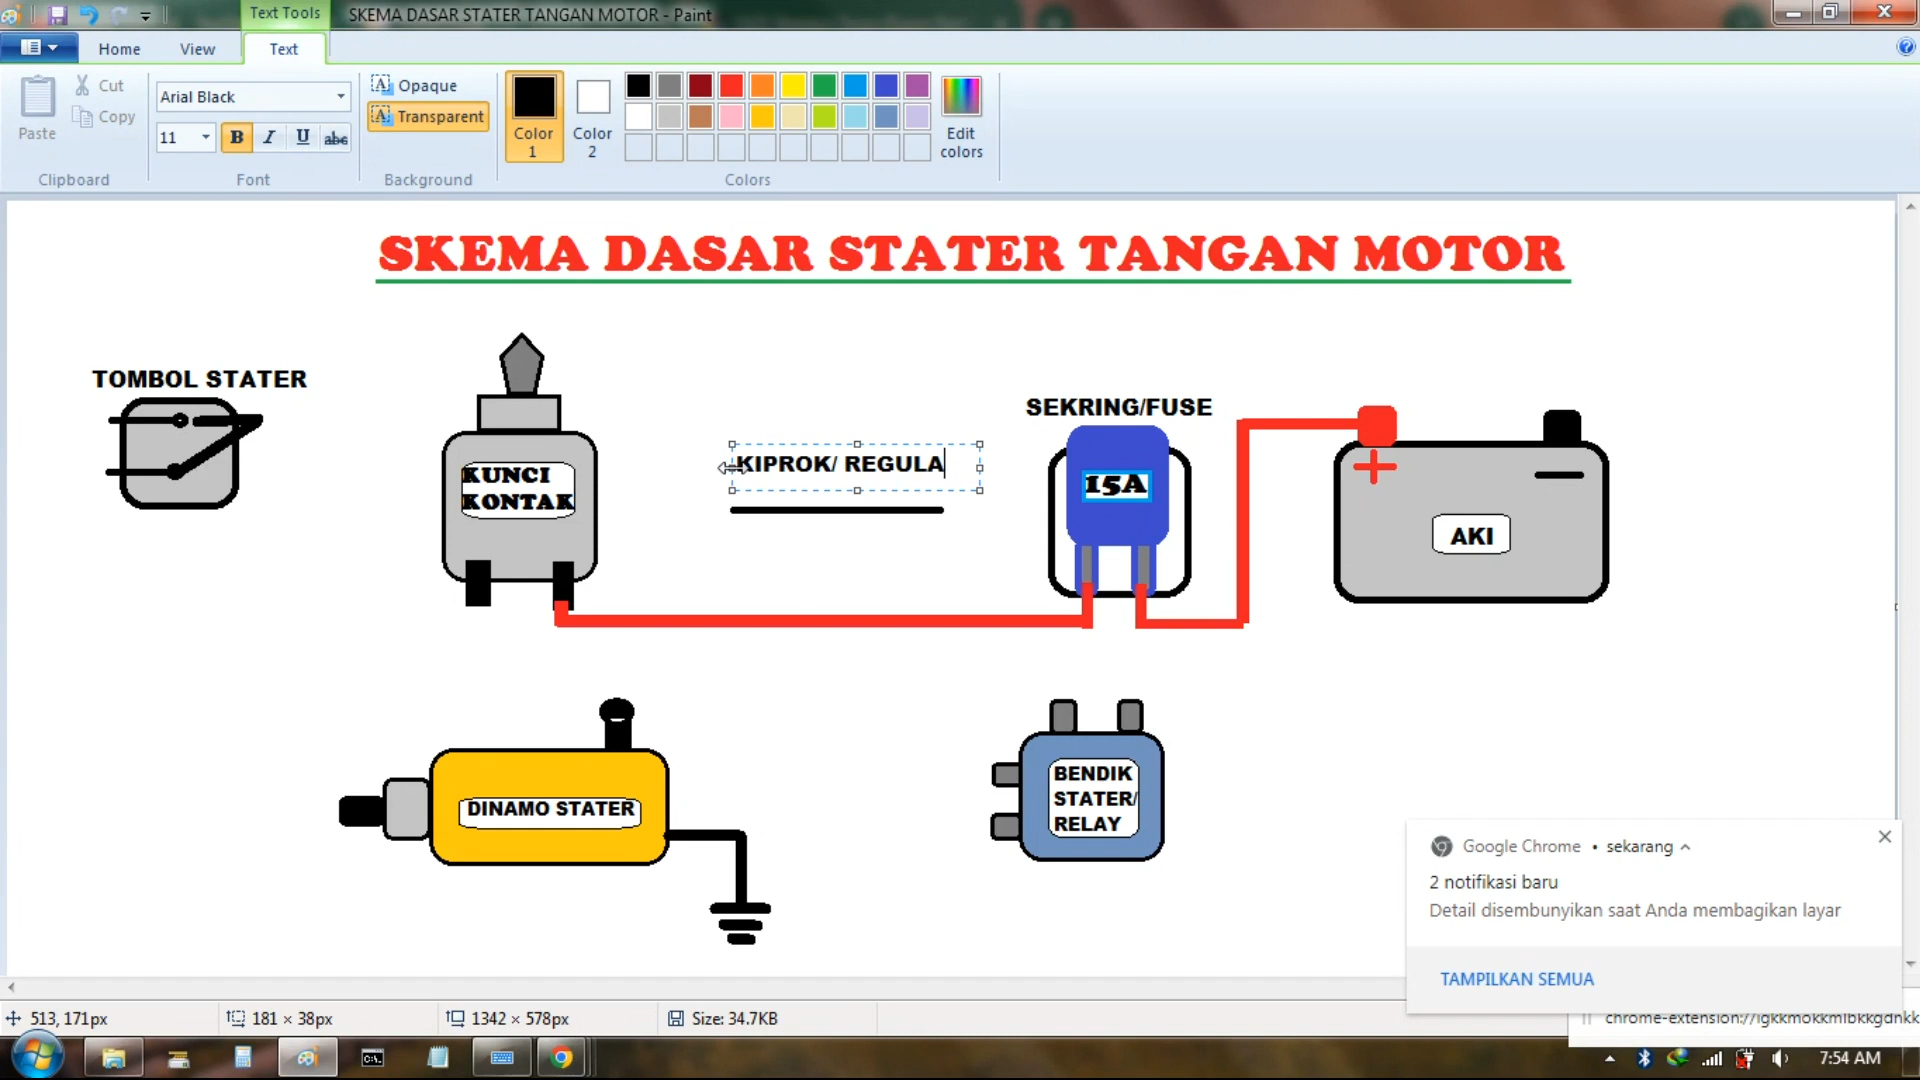 Text Tools
SKEMA DASAR STATER TANGAN MOTOR - Paint
Home
View
Text
Paste
Cut
Copy
Clipboard
Arial Black
11
B
I
U
abc
Font
Opaque
Transparent
Background
Color 1
Color 2
Edit colors
Colors
SKEMA DASAR STATER TANGAN MOTOR
TOMBOL STATER
KUNCI
KONTAK
KIPROK/ REGULA
SEKRING/FUSE
15A
AKI
DINAMO STATER
BENDIK
STATER/
RELAY
Google Chrome • sekarang
2 notifikasi baru
Detail disembunyikan saat Anda membagikan layar
TAMPILKAN SEMUA
513, 171px
181 × 38px
1342 × 578px
Size: 34.7KB
7:54 AM